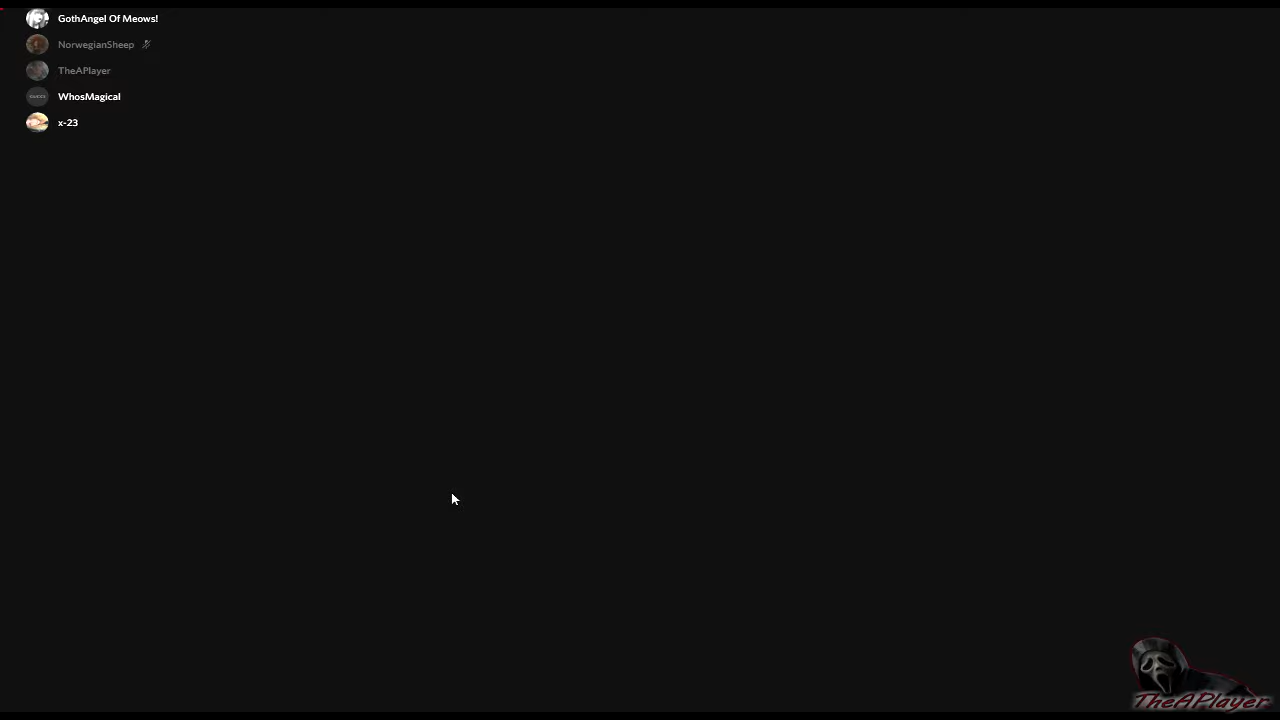 GothAngel Of Meows!
NorwegianSheep
TheAPlayer
WhosMagical
x-23
TheAPlayer